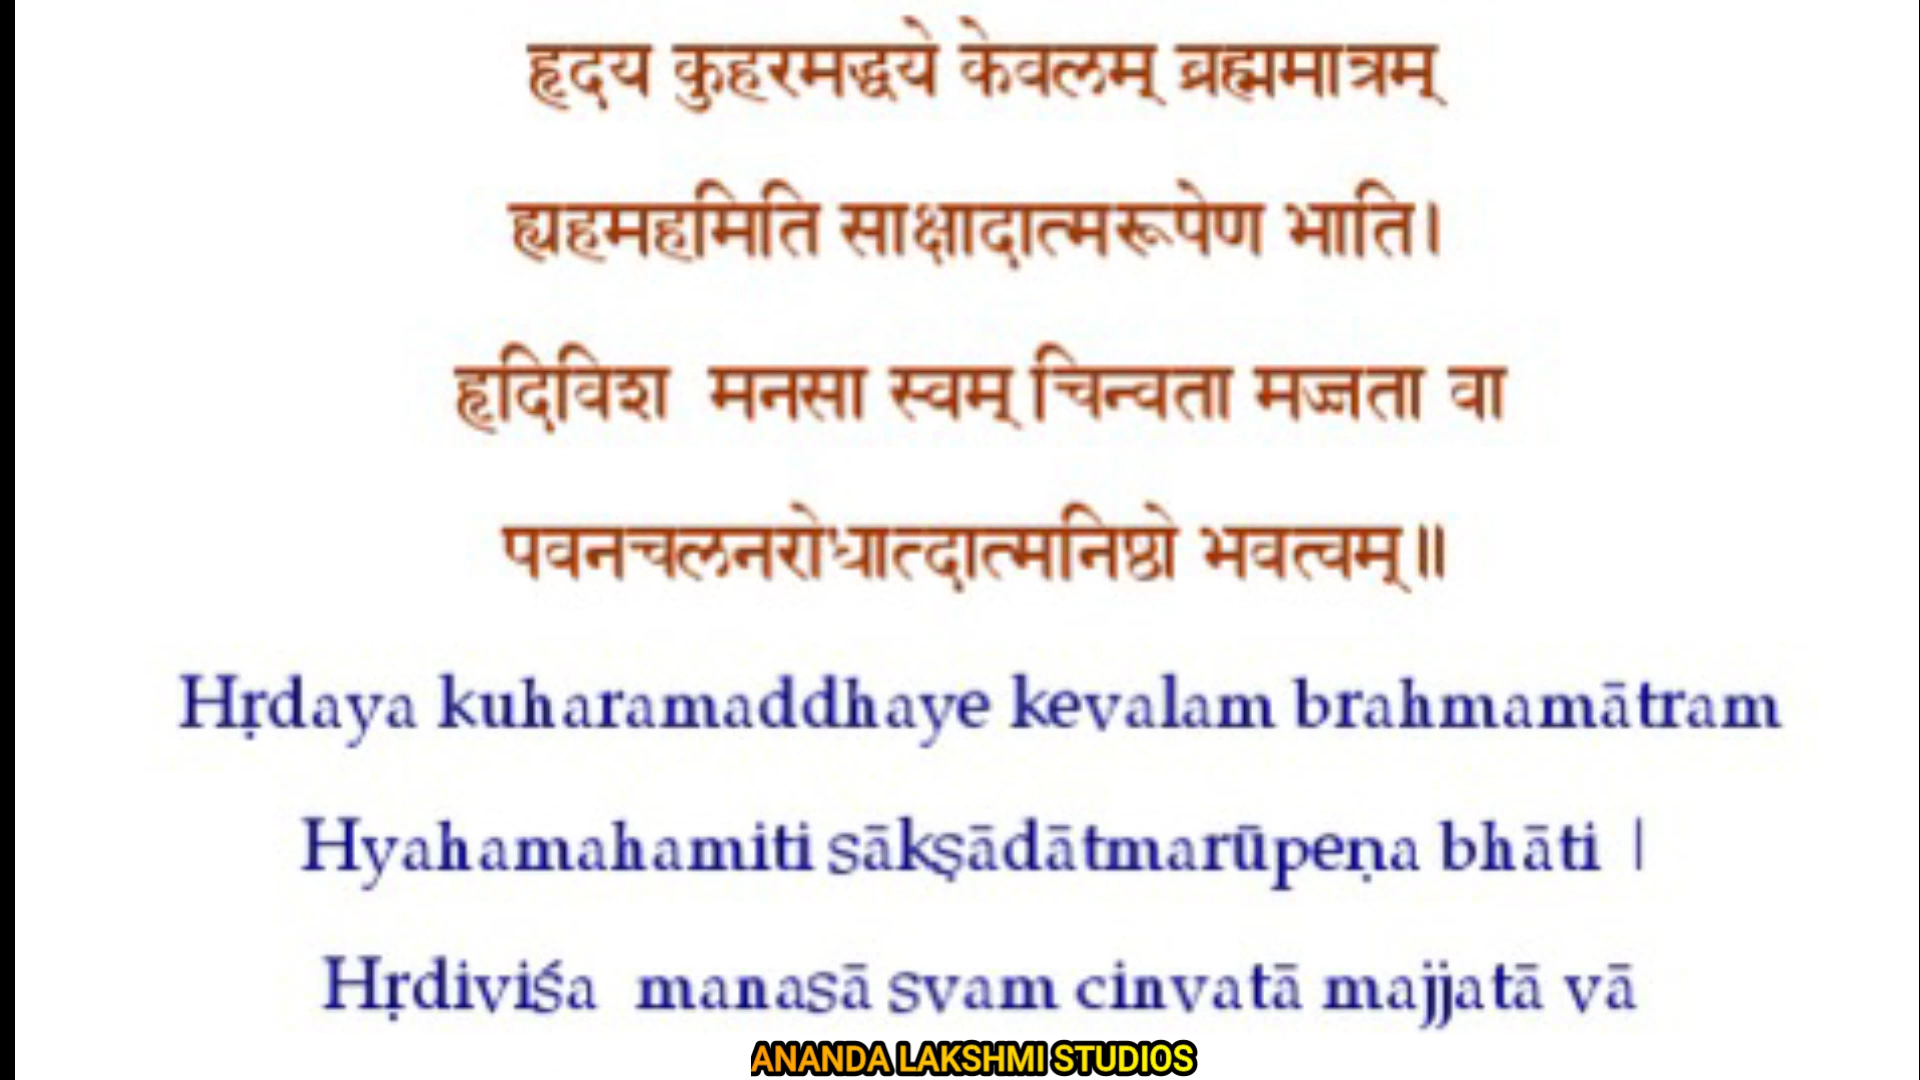 हृदय कुहरमद्धये केवलम् ब्रह्ममात्रम्
ह्यहमहमिति साक्षादात्मरूपेण भाति।
हृदिविश मनसा स्वम् चिन्वता मज्जता वा
पवनचलनरोधात्दात्मनिष्ठो भवत्वम्॥
Hṛdaya kuharamaddhaye kevalam brahmamātram
Hyahamahamiti sākṣādātmarūpeṇa bhāti |
Hṛdiviśa manasā svam cinvatā majjatā vā
ANANDA LAKSHMI STUDIOS